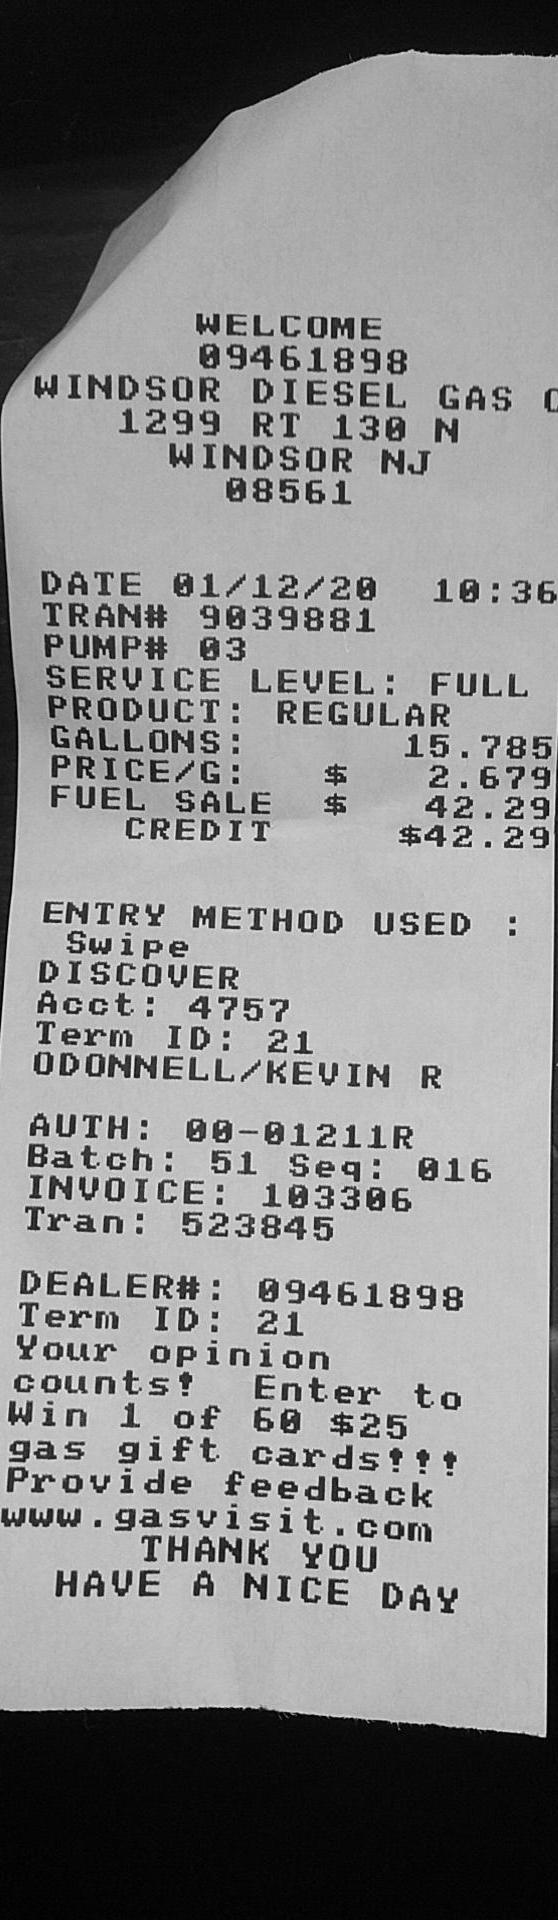 WELCOME
09461898
WINDSOR DIESEL GAS
1299 RT 130 N
WINDSOR NJ
08561
DATE 01/12/20 10:36
TRAN# 9039881
PUMP# 03
SERVICE LEVEL: FULL
PRODUCT: REGULAR
GALLONS: 15.785
PRICE/G: $ 2.679
FUEL SALE $ 42.29
CREDIT $42.29
ENTRY METHOD USED :
Swipe
DISCOVER
Acct: 4757
Term ID: 21
ODONNELL/KEVIN R
AUTH: 00-01211R
Batch: 51 Seq: 016
INVOICE: 103306
Tran: 523845
DEALER#: 09461898
Term ID: 21
Your opinion
counts! Enter to
Win 1 of 60 $25
gas gift cards!!!
Provide feedback
www.gasvisit.com
THANK YOU
HAVE A NICE DAY